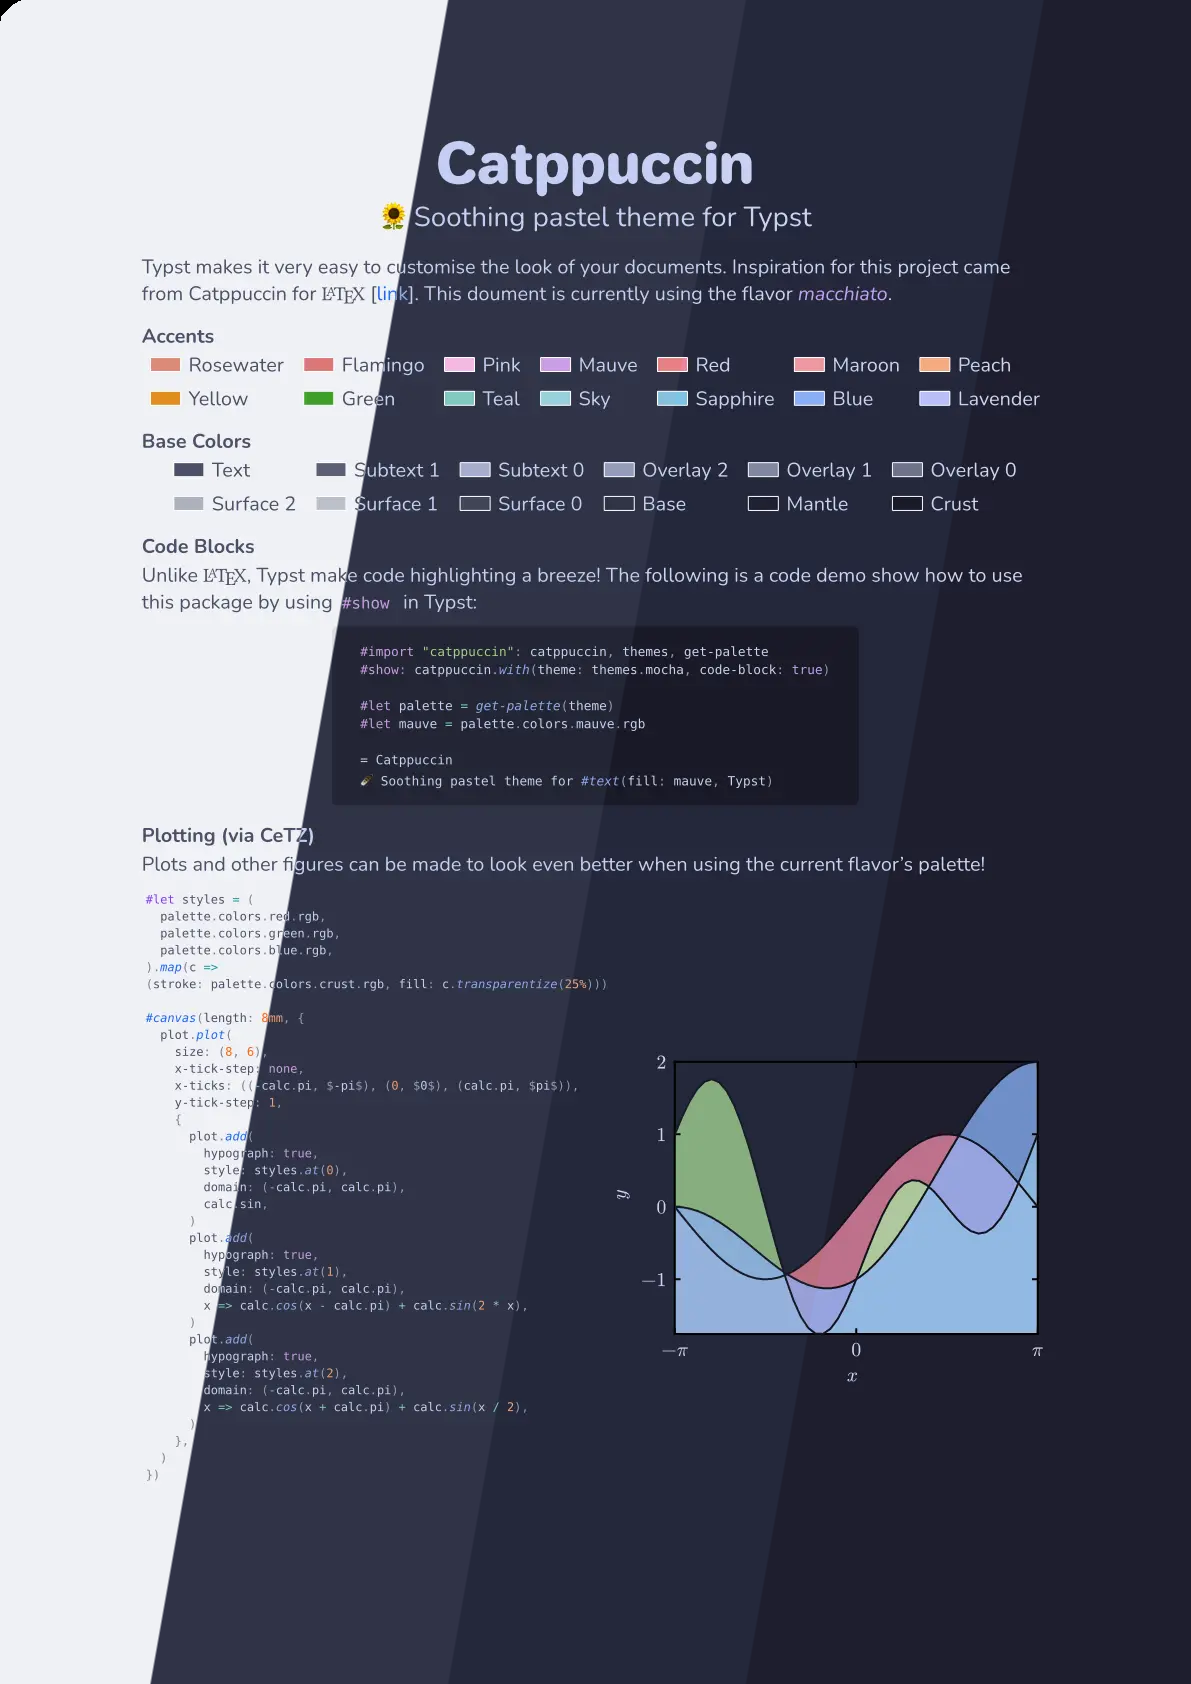 Catppuccin
🌻 Soothing pastel theme for Typst
Typst makes it very easy to customise the look of your documents. Inspiration for this project came
from Catppuccin for LATEX [link]. This doument is currently using the flavor macchiato.
Accents
Rosewater Flamingo Pink Mauve Red Maroon Peach
Yellow Green Teal Sky Sapphire Blue Lavender
Base Colors
Text Subtext 1 Subtext 0 Overlay 2 Overlay 1 Overlay 0
Surface 2 Surface 1 Surface 0 Base Mantle Crust
Code Blocks
Unlike LATEX, Typst make code highlighting a breeze! The following is a code demo show how to use
this package by using #show in Typst:
#import "catppuccin": catppuccin, themes, get-palette
#show: catppuccin.with(theme: themes.mocha, code-block: true)
#let palette = get-palette(theme)
#let mauve = palette.colors.mauve.rgb
= Catppuccin
🪶 Soothing pastel theme for #text(fill: mauve, Typst)
Plotting (via CeTZ)
Plots and other figures can be made to look even better when using the current flavor's palette!
#let styles = (
palette.colors.red.rgb,
palette.colors.green.rgb,
palette.colors.blue.rgb,
).map(c =>
(stroke: palette.colors.crust.rgb, fill: c.transparentize(25%)))
#canvas(length: 8mm, {
plot.plot(
size: (8, 6),
x-tick-step: none,
x-ticks: ((-calc.pi, $-pi$), (0, $0$), (calc.pi, $pi$)),
y-tick-step: 1,
{
plot.add(
hypograph: true,
style: styles.at(0),
domain: (-calc.pi, calc.pi),
calc.sin,
)
plot.add(
hypograph: true,
style: styles.at(1),
domain: (-calc.pi, calc.pi),
x => calc.cos(x - calc.pi) + calc.sin(2 * x),
)
plot.add(
hypograph: true,
style: styles.at(2),
domain: (-calc.pi, calc.pi),
x => calc.cos(x + calc.pi) + calc.sin(x / 2),
)
},
)
})
2
1
0
−1
y
−π 0 π
x